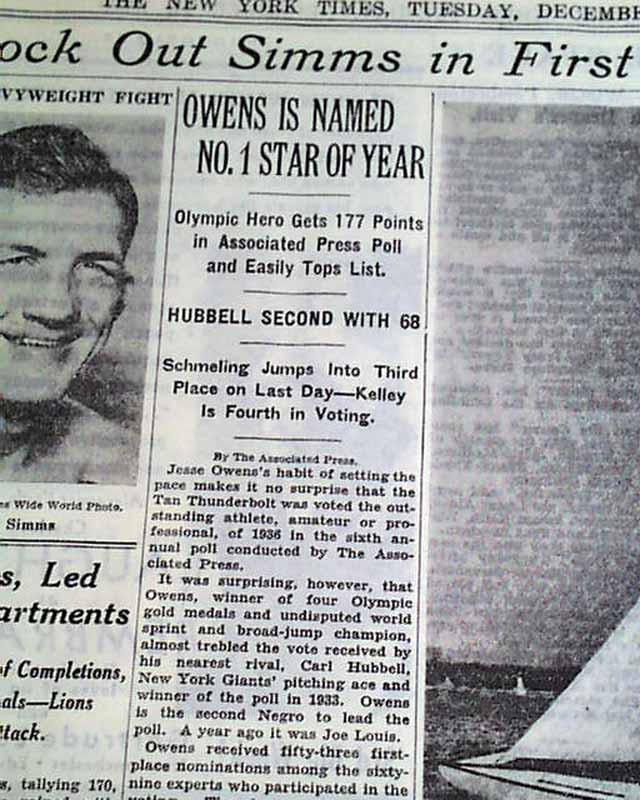 THE NEW YORK TIMES, TUESDAY, DECEMBE
ock Out Simms in First
VYWEIGHT FIGHT
Wide World Photo.
Simms
s, Led
artments
of Completions,
als—Lions
ttack.
s, tallying 170,
OWENS IS NAMED
NO. 1 STAR OF YEAR
Olympic Hero Gets 177 Points
in Associated Press Poll
and Easily Tops List.
HUBBELL SECOND WITH 68
Schmeling Jumps Into Third
Place on Last Day—Kelley
Is Fourth in Voting.
By The Associated Press.
Jesse Owens's habit of setting the
pace makes it no surprise that the
Tan Thunderbolt was voted the out-
standing athlete, amateur or pro-
fessional, of 1936 in the sixth an-
nual poll conducted by The Asso-
ciated Press.
It was surprising, however, that
Owens, winner of four Olympic
gold medals and undisputed world
sprint and broad-jump champion,
almost trebled the vote received by
his nearest rival, Carl Hubbell,
New York Giants' pitching ace and
winner of the poll in 1933. Owens
is the second Negro to lead the
poll. A year ago it was Joe Louis.
Owens received fifty-three first-
place nominations among the sixty-
nine experts who participated in the